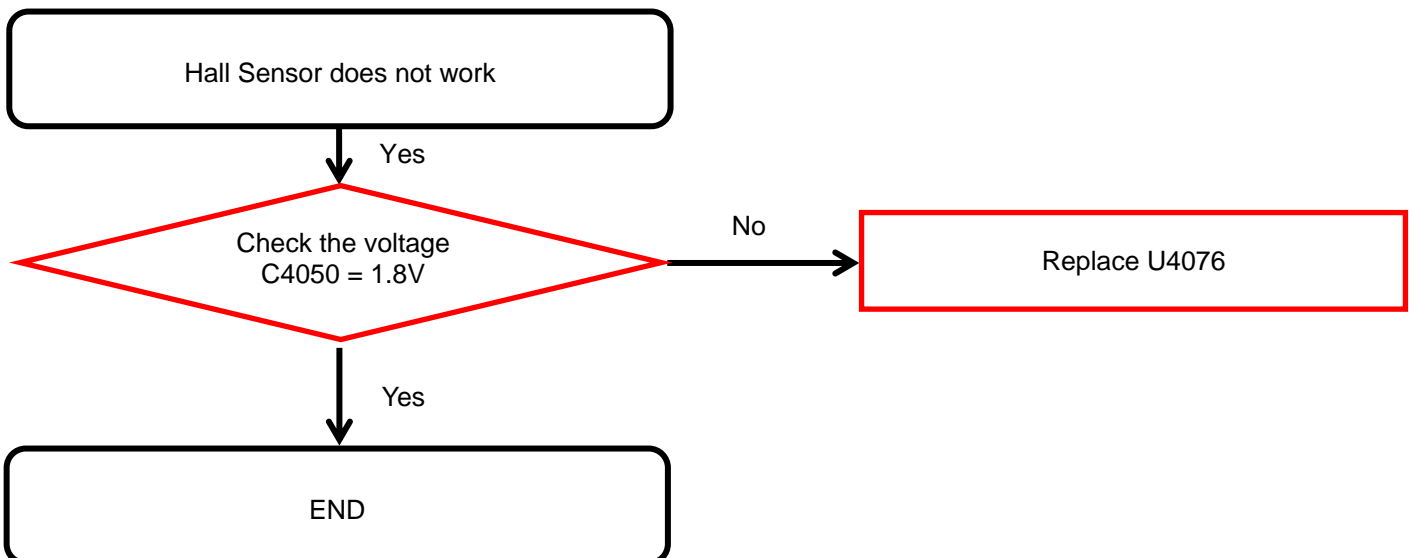 Hall Sensor does not work
Yes
Check the voltage
C4050 = 1.8V
No
Replace U4076
Yes
END